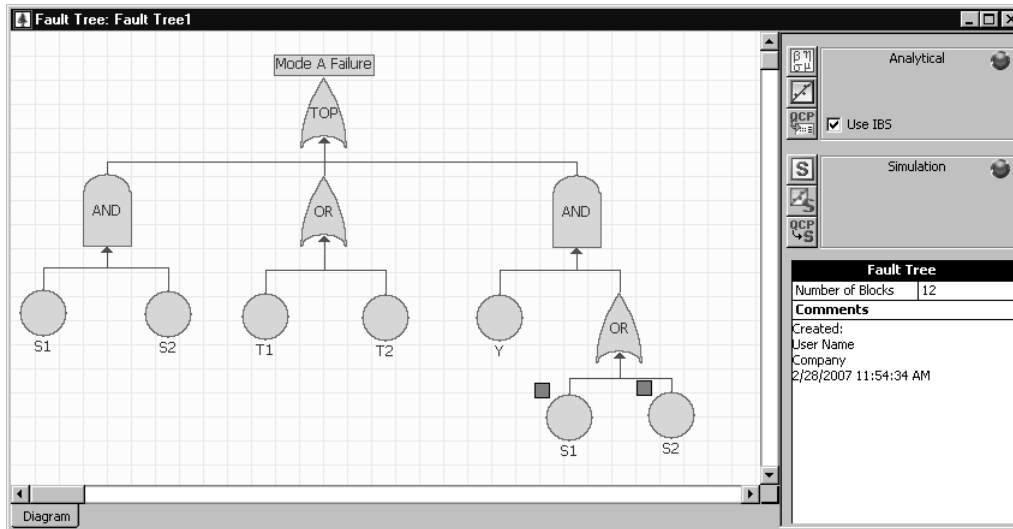 Fault Tree: Fault Tree1
Mode A Failure
TOP
AND
OR
AND
S1
S2
T1
T2
Y
OR
S1
S2
Diagram
β η
σ μ
Analytical
QCP
Use IBS
S
Simulation
S
QCP
S
Fault Tree
Number of Blocks 12
Comments
Created:
User Name
Company
2/28/2007 11:54:34 AM